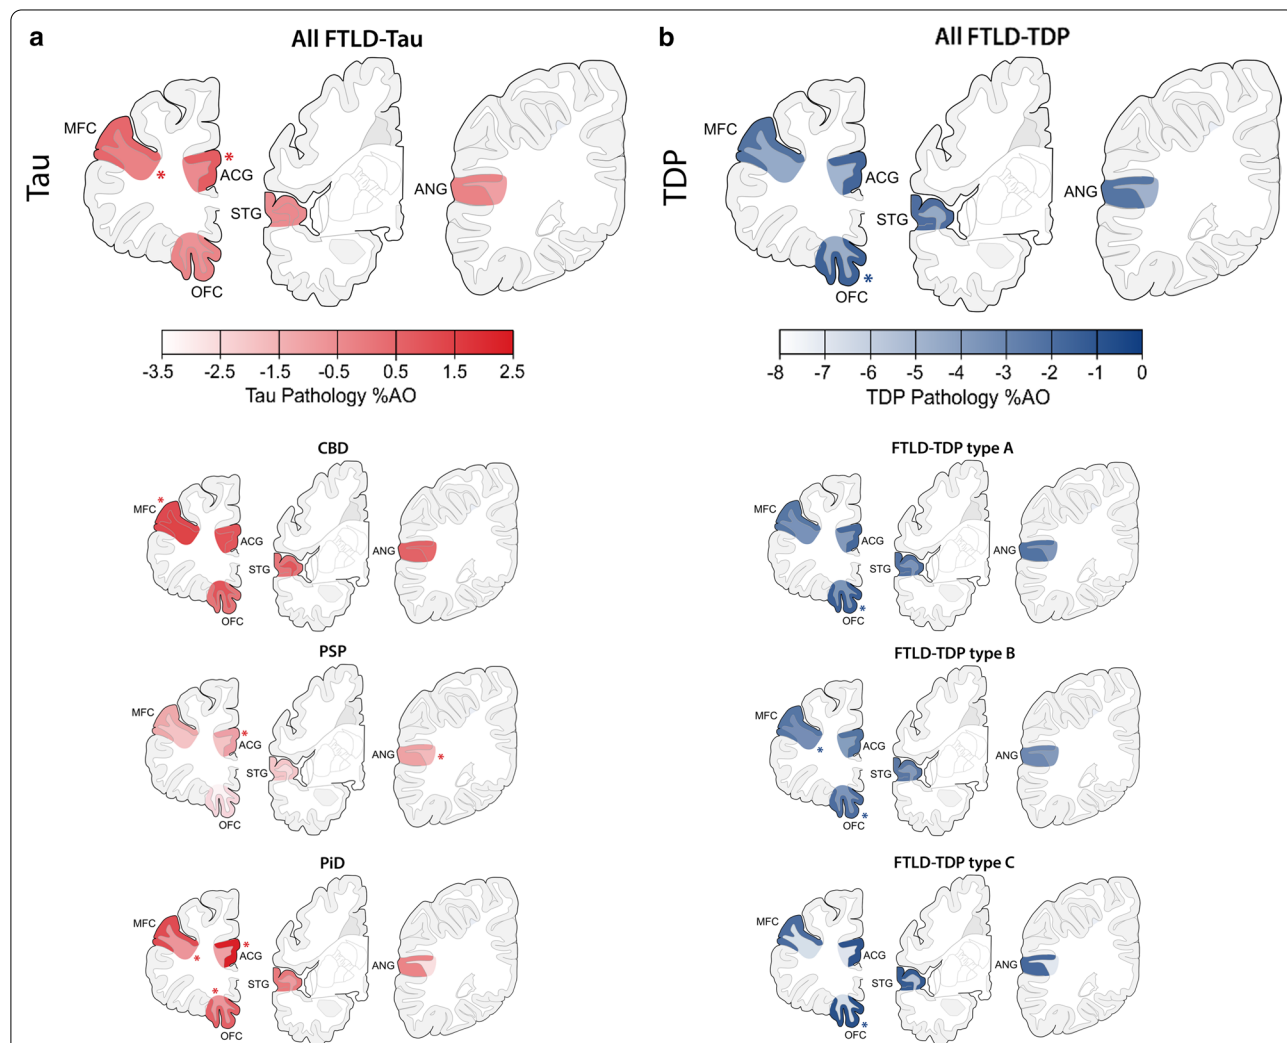 a
All FTLD-Tau
Tau
MFC
*
*
ACG
STG
ANG
OFC
-3.5 -2.5 -1.5 -0.5 0.5 1.5 2.5
Tau Pathology %AO
CBD
*
MFC
ACG
STG
ANG
OFC
PSP
MFC
*
ACG
STG
ANG
*
OFC
PiD
MFC
*
*
ACG
STG
ANG
*
OFC
b
All FTLD-TDP
TDP
MFC
ACG
STG
ANG
*
OFC
-8 -7 -6 -5 -4 -3 -2 -1 0
TDP Pathology %AO
FTLD-TDP type A
MFC
ACG
STG
ANG
*
OFC
FTLD-TDP type B
MFC
*
ACG
STG
ANG
*
OFC
FTLD-TDP type C
MFC
ACG
STG
ANG
*
OFC